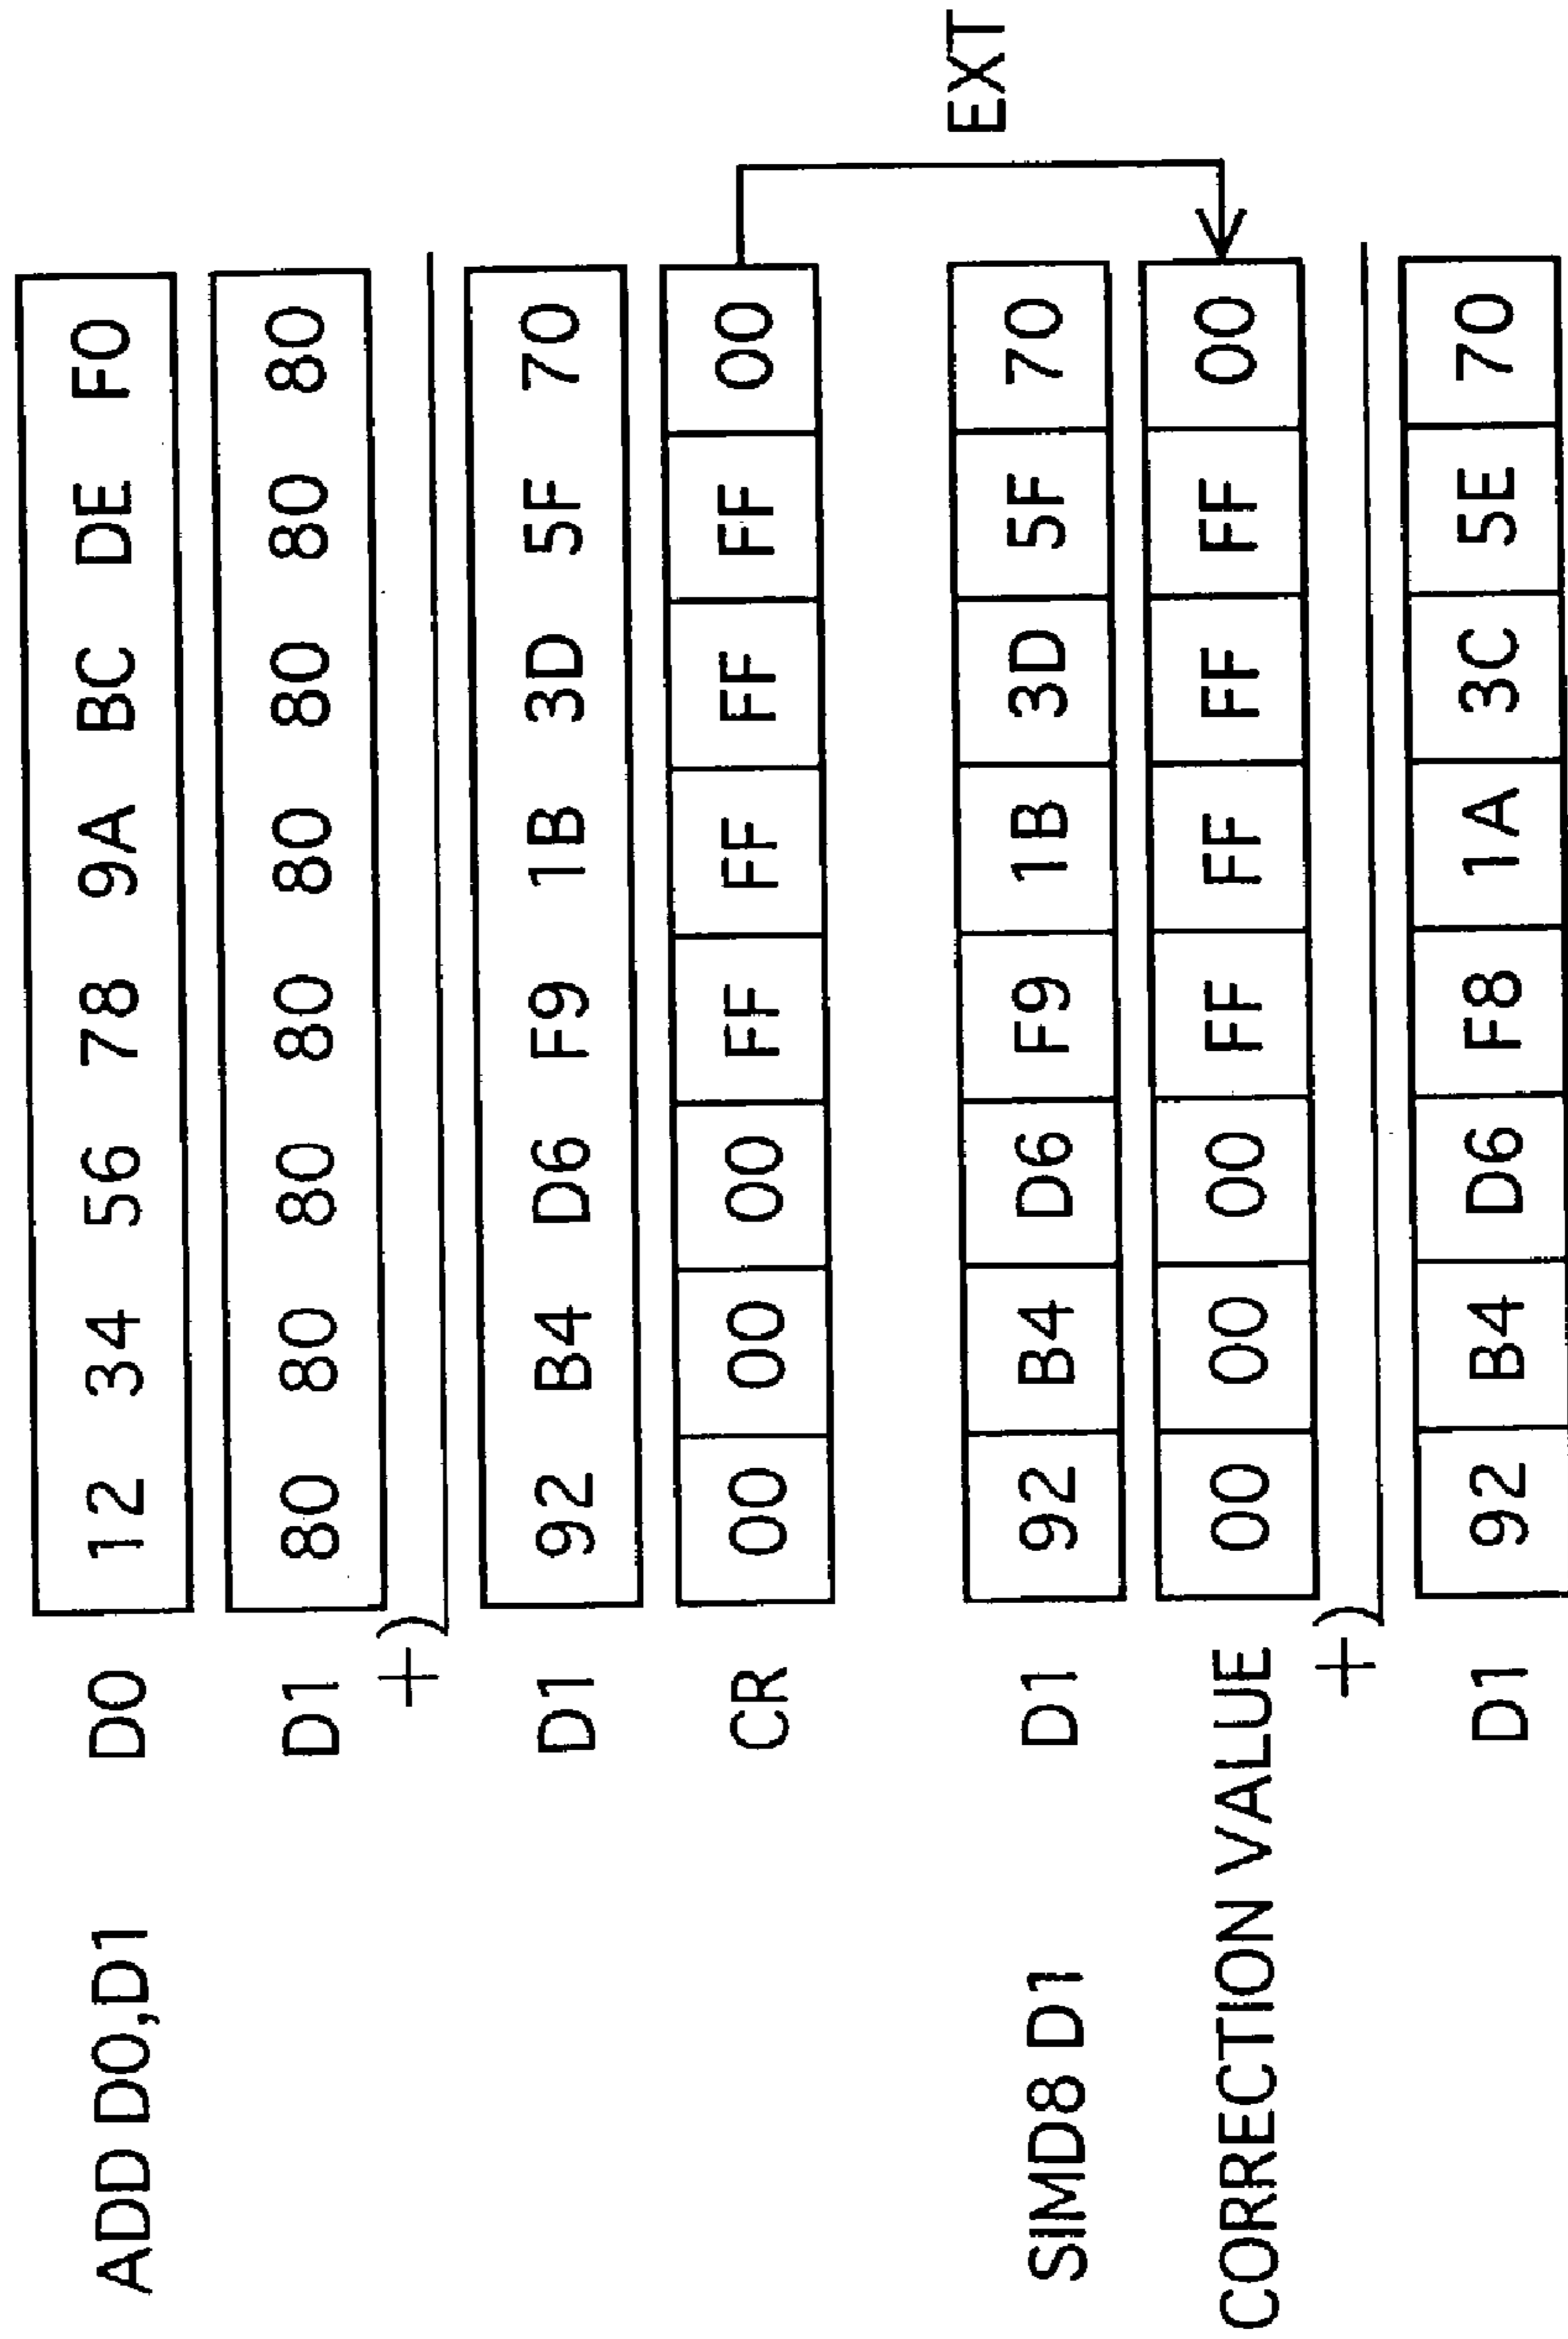 ADD D0,D1 D0 12 34 56 78 9A BC DE F0
D1 80 80 80 80 80 80 80 80
+)
D1 92 B4 D6 F9 1B 3D 5F 70
CR 00 00 00 FF FF FF FF 00
EXT
SIMD8 D1 D1 92 B4 D6 F9 1B 3D 5F 70
CORRECTION VALUE 00 00 00 FF FF FF FF 00
+)
D1 92 B4 D6 F8 1A 3C 5E 70